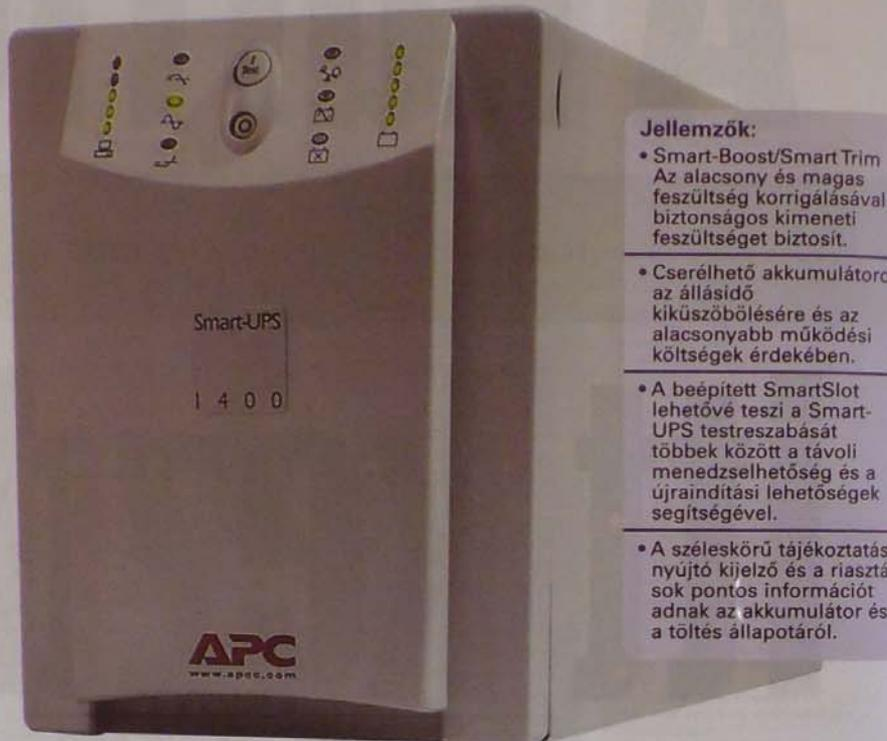 Test
Smart-UPS
1400
APC
www.apcc.com
Jellemzők:
• Smart-Boost/Smart Trim
Az alacsony és magas
feszültség korrigálásával
biztonságos kimeneti
feszültséget biztosít.
• Cserélhető
az állásidő
kiküszöbölésére és az
alacsonyabb működési
költségek érdekében.
• A beépített SmartSlot
lehetővé teszi a Smart-
UPS testreszabását
többek között a távoli
menedzselhetőség és a
újraindítási lehetőségek
segítségével.
• A széleskörű tájékoztatás
nyújtó kijelző és a riasztá
sok pontos információt
adnak az akkumulátor és
a töltés állapotáról.